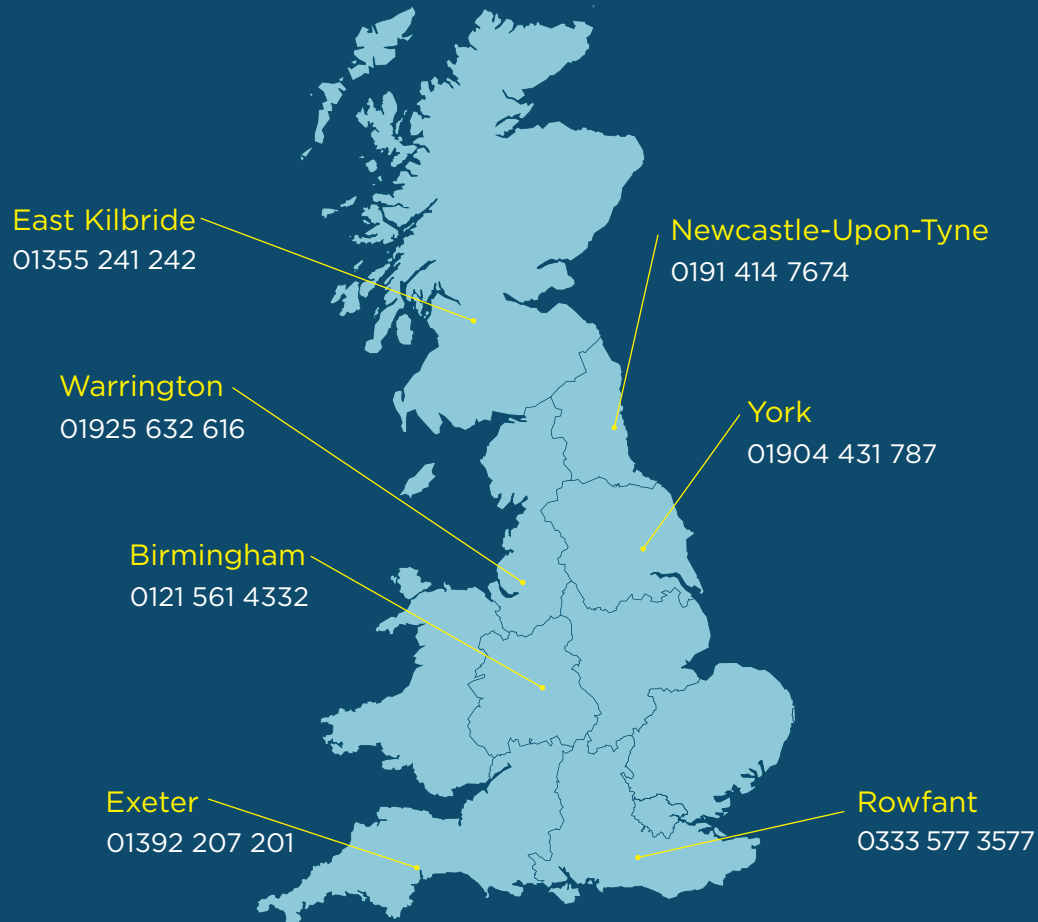 East Kilbride
01355 241 242
Newcastle-Upon-Tyne
0191 414 7674
Warrington
01925 632 616
York
01904 431 787
Birmingham
0121 561 4332
Exeter
01392 207 201
Rowfant
0333 577 3577